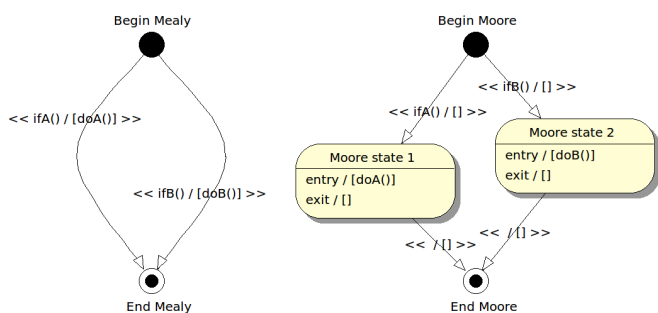 Begin Mealy
<< ifA() / [doA()] >>
<< ifB() / [doB()] >>
End Mealy
Begin Moore
<< ifB() / [] >>
<< ifA() / [] >>
Moore state 1
entry / [doA()]
exit / []
Moore state 2
entry / [doB()]
exit / []
<<  / [] >>
<<  / [] >>
End Moore